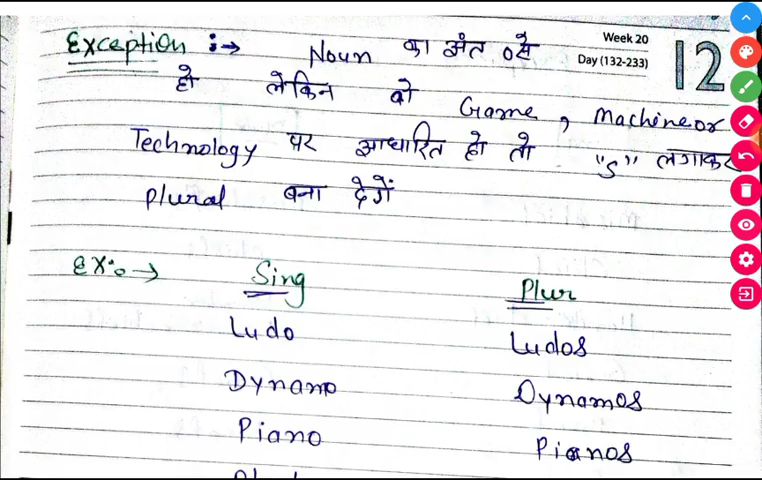 Exception :→ Noun का अंत o से
Week 20
Day (132-233)
12
हो लेकिन वो Game, Machine or
Technology पर आधारित हो तो "s" लगाकर
plural बना देगें
EX:→ Sing Plur
Ludo Ludos
Dynamo Dynamos
Piano Pianos